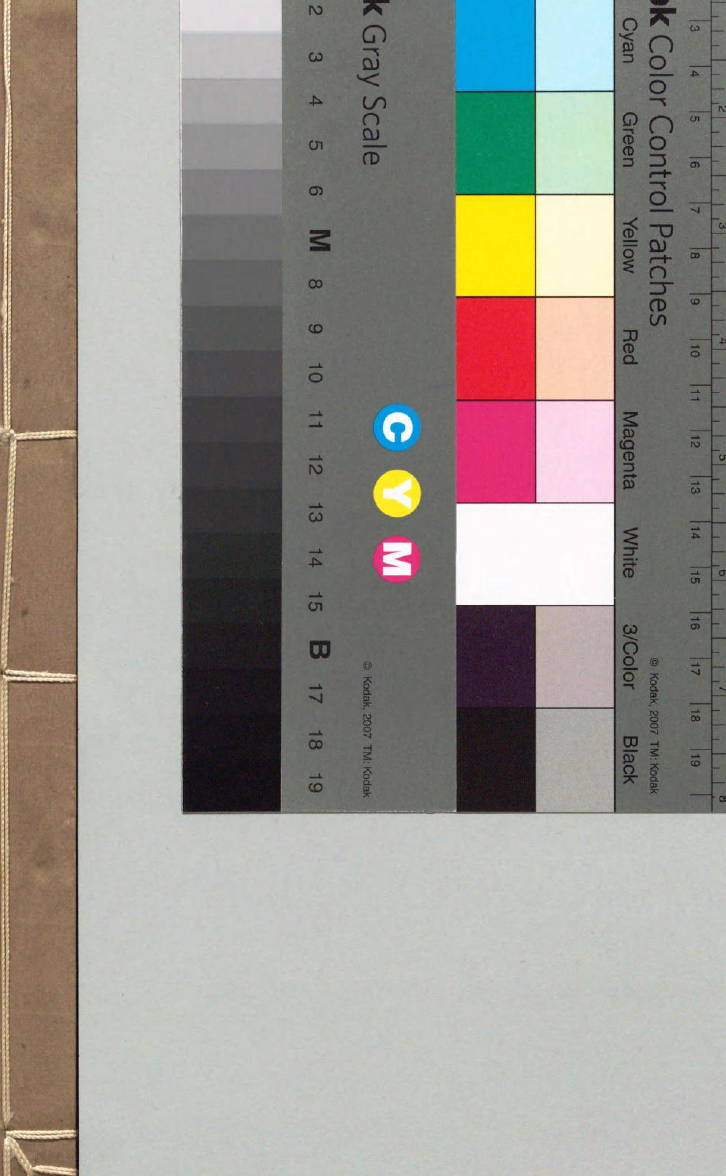 k Color Control Patches
Cyan Green Yellow Red Magenta White 3/Color Black
© Kodak, 2007 TM: Kodak
3 4 5 6 7 8 9 10 11 12 13 14 15 16 17 18 19
2 3 4 5 6 7 8
k Gray Scale
C Y M
© Kodak, 2007 TM: Kodak
2 3 4 5 6 M 8 9 10 11 12 13 14 15 B 17 18 19